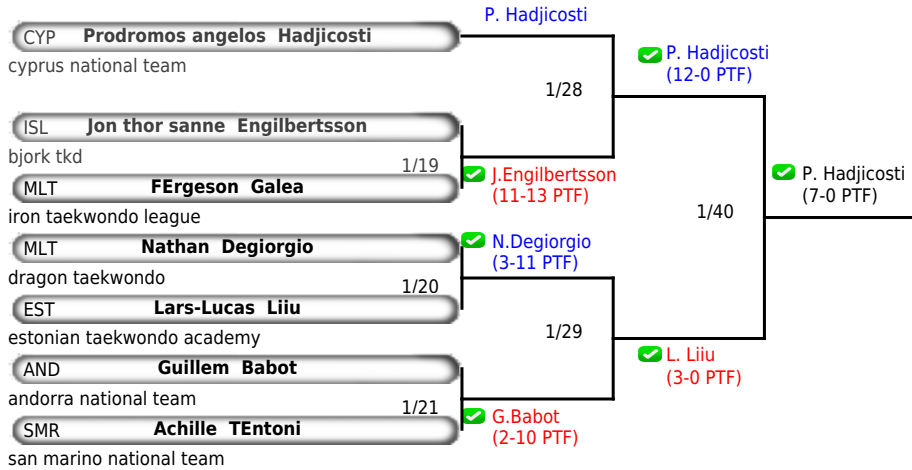 P. Hadjicosti
CYP Prodromos angelos Hadjicosti
cyprus national team
P. Hadjicosti
(12-0 PTF)
1/28
ISL Jon thor sanne Engilbertsson
bjork tkd
1/19
J.Engilbertsson
(11-13 PTF)
MLT FErgeson Galea
iron taekwondo league
P. Hadjicosti
(7-0 PTF)
1/40
MLT Nathan Degiorgio
dragon taekwondo
N.Degiorgio
(3-11 PTF)
1/20
EST Lars-Lucas Liiu
estonian taekwondo academy
1/29
L. Liiu
(3-0 PTF)
AND Guillem Babot
andorra national team
1/21
G.Babot
(2-10 PTF)
SMR Achille TEntoni
san marino national team